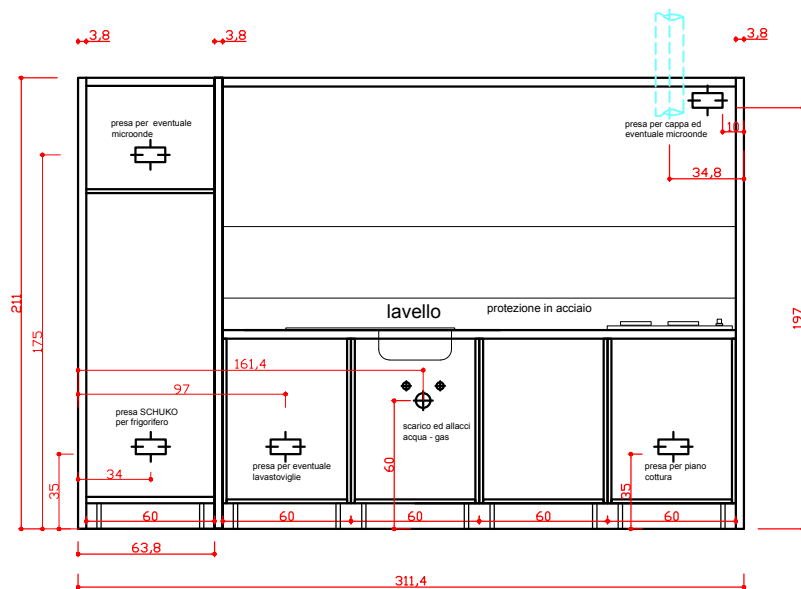 3,8
3,8
3,8
presa per eventuale
microonde
presa per cappa ed
eventuale microonde
10
34,8
211
175
197
lavello
protezione in acciaio
161,4
97
presa SCHUKO
per frigorifero
scarico ed allacci
acqua - gas
presa per eventuale
lavastoviglie
presa per piano
cottura
34
35
60
35
60
60
60
60
60
63,8
311,4